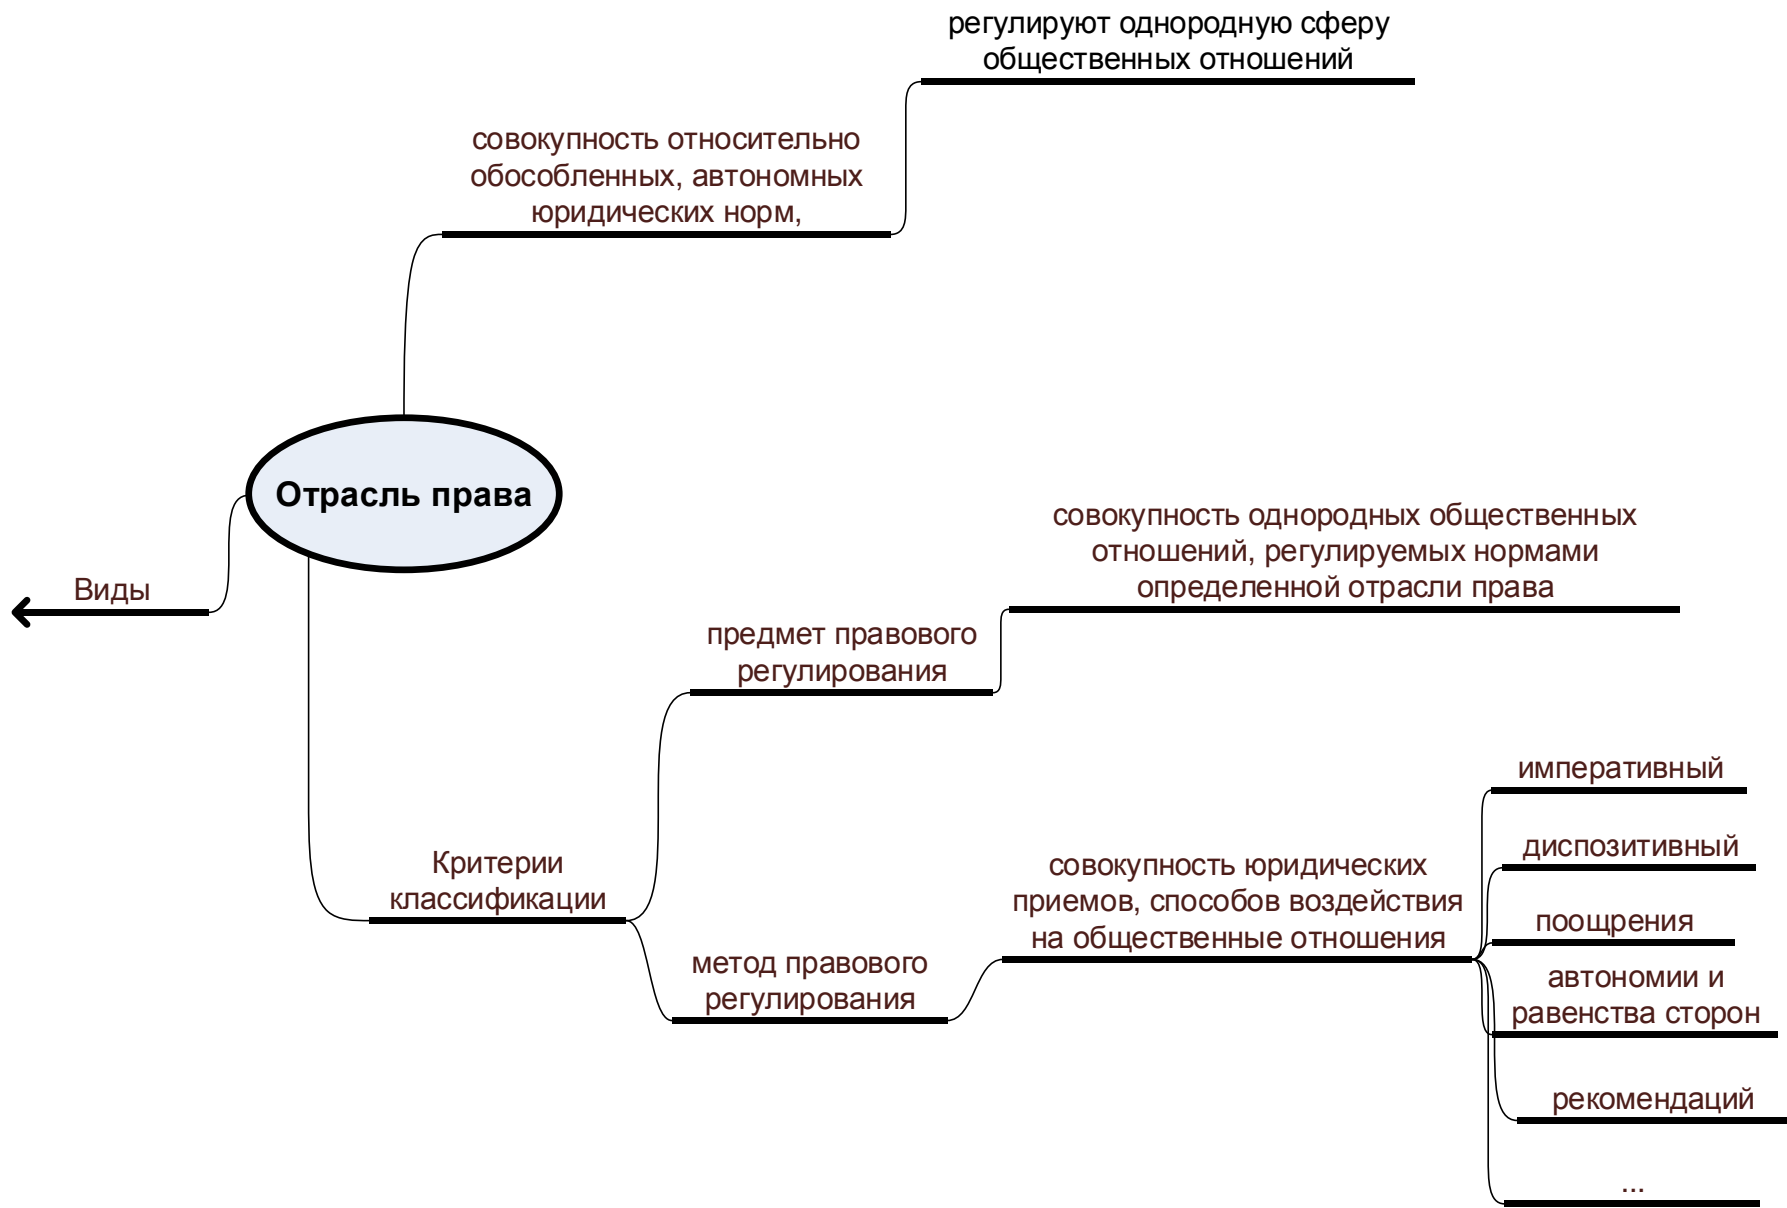 регулируют однородную сферу
общественных отношений
совокупность относительно
обособленных, автономных
юридических норм,
Отрасль права
Виды
совокупность однородных общественных
отношений, регулируемых нормами
определенной отрасли права
предмет правового
регулирования
Критерии
классификации
метод правового
регулирования
совокупность юридических
приемов, способов воздействия
на общественные отношения
императивный
диспозитивный
поощрения
автономии и
равенства сторон
рекомендаций
...